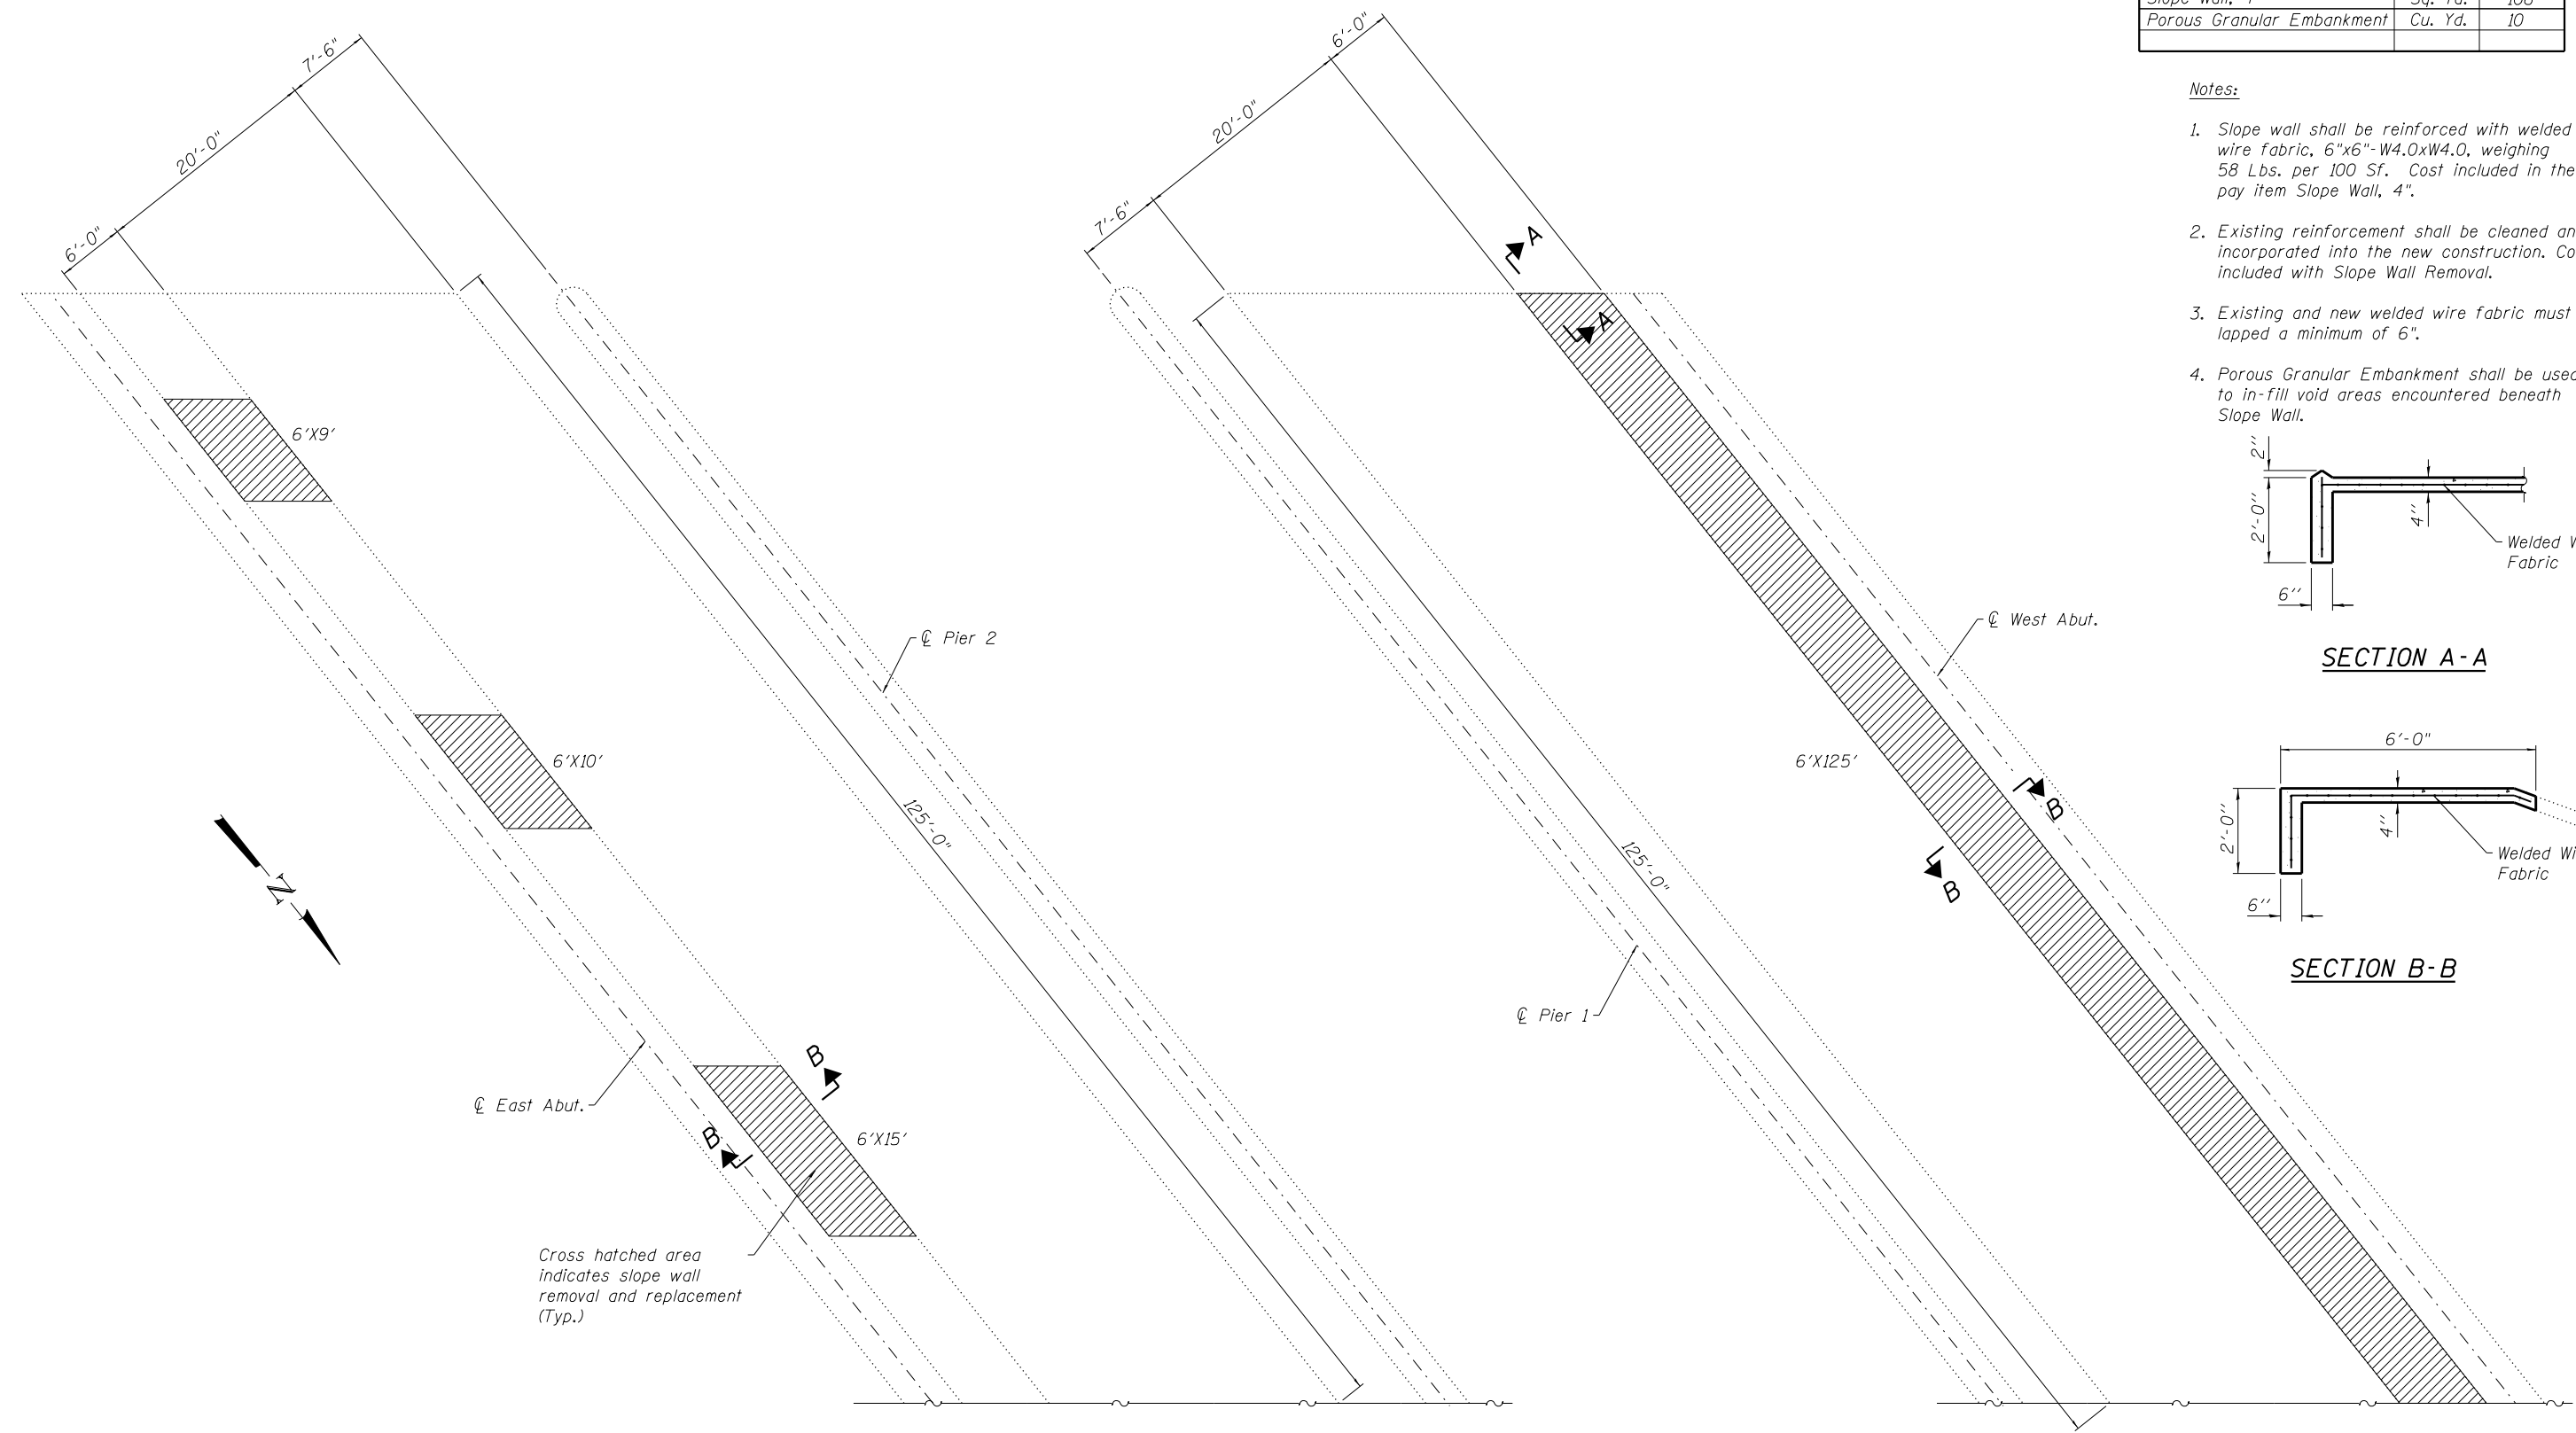 Porous Granular Embankment Cu. Yd. 10
Notes:
1. Slope wall shall be reinforced with welded
wire fabric, 6"x6"-W4.0xW4.0, weighing
58 Lbs. per 100 Sf. Cost included in the
pay item Slope Wall, 4".
2. Existing reinforcement shall be cleaned an
incorporated into the new construction. Co
included with Slope Wall Removal.
3. Existing and new welded wire fabric must
lapped a minimum of 6".
4. Porous Granular Embankment shall be used
to in-fill void areas encountered beneath
Slope Wall.
7'-6"
20'-0"
6'-0"
6'X9'
6'X10'
6'X15'
125'-0"
℄ Pier 2
N
℄ East Abut.
B
B
Cross hatched area
indicates slope wall
removal and replacement
(Typ.)
6'-0"
20'-0"
7'-6"
A
A
6'X125'
125'-0"
℄ Pier 1
℄ West Abut.
B
B
2"
2'-0"
4"
6"
Welded W
Fabric
SECTION A-A
6'-0"
2'-0"
4"
6"
Welded Wi
Fabric
SECTION B-B